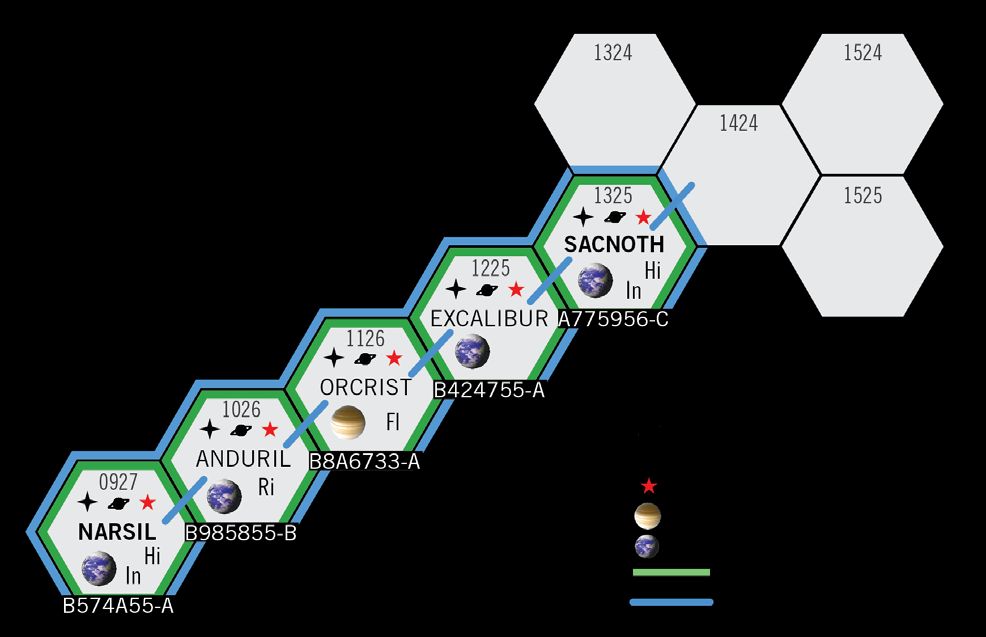 1324
1524
1424
1325
SACNOTH
Hi
In
A775956-C
1525
1225
EXCALIBUR
B424755-A
1126
ORCRIST
Fl
B8A6733-A
1026
ANDURIL
Ri
B985855-B
0927
NARSIL
Hi
In
B574A55-A